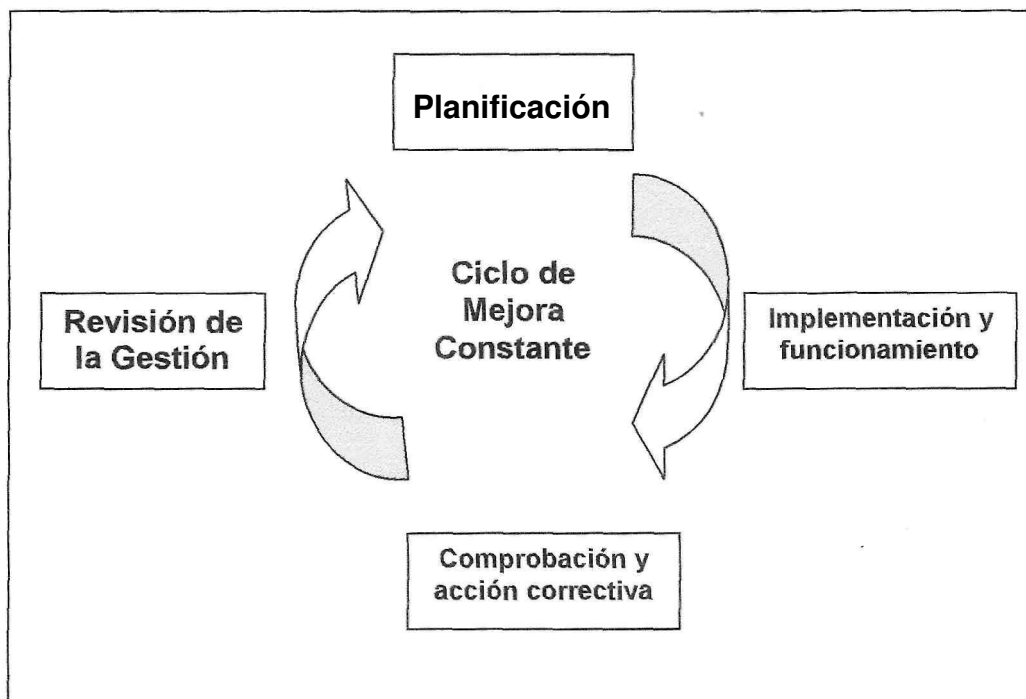 Planificación
Ciclo de
Mejora
Constante
Revisión de
la Gestión
Implementación y
funcionamiento
Comprobación y
acción correctiva